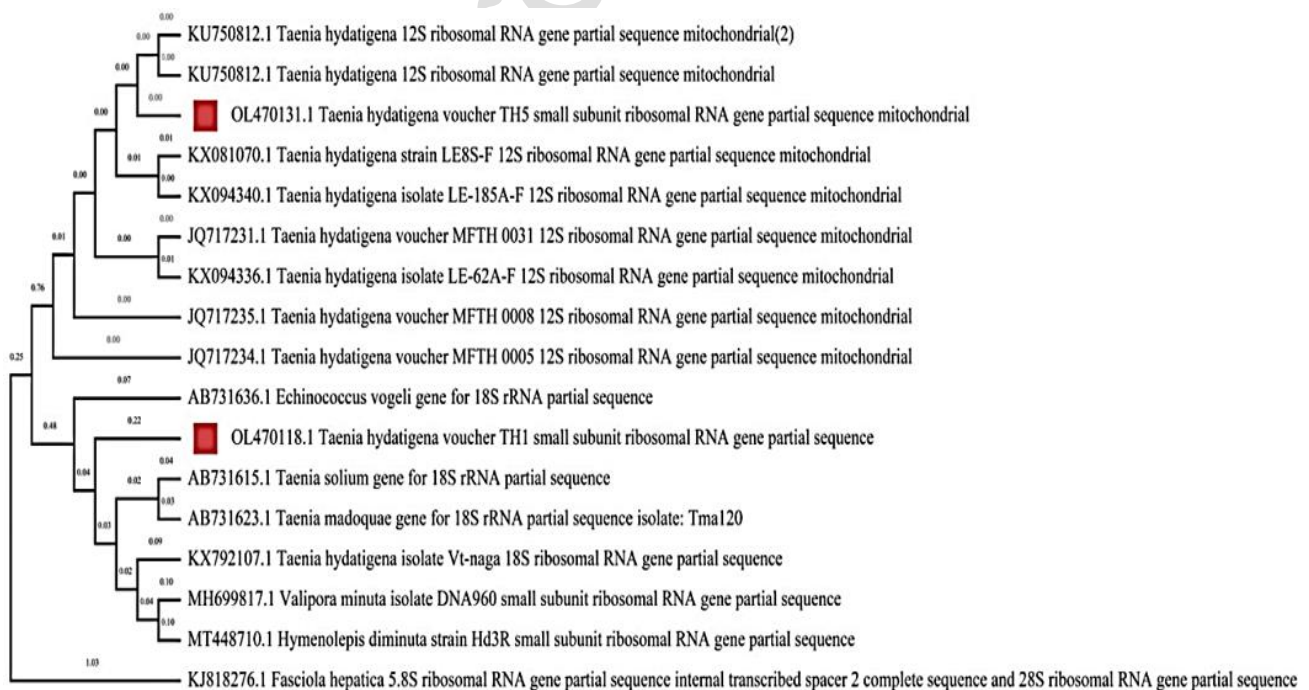 0.00
0.00 KU750812.1 Taenia hydatigena 12S ribosomal RNA gene partial sequence mitochondrial(2)
0.00
0.00 KU750812.1 Taenia hydatigena 12S ribosomal RNA gene partial sequence mitochondrial
0.00
0.00 OL470131.1 Taenia hydatigena voucher TH5 small subunit ribosomal RNA gene partial sequence mitochondrial
0.01
0.01 KX081070.1 Taenia hydatigena strain LE8S-F 12S ribosomal RNA gene partial sequence mitochondrial
0.00
0.00 KX094340.1 Taenia hydatigena isolate LE-185A-F 12S ribosomal RNA gene partial sequence mitochondrial
0.00
0.01 0.00 JQ717231.1 Taenia hydatigena voucher MFTH 0031 12S ribosomal RNA gene partial sequence mitochondrial
0.01
KX094336.1 Taenia hydatigena isolate LE-62A-F 12S ribosomal RNA gene partial sequence mitochondrial
0.76
0.00
JQ717235.1 Taenia hydatigena voucher MFTH 0008 12S ribosomal RNA gene partial sequence mitochondrial
0.00
0.25 JQ717234.1 Taenia hydatigena voucher MFTH 0005 12S ribosomal RNA gene partial sequence mitochondrial
0.07
AB731636.1 Echinococcus vogeli gene for 18S rRNA partial sequence
0.22
0.48 OL470118.1 Taenia hydatigena voucher TH1 small subunit ribosomal RNA gene partial sequence
0.04
0.04 0.02 AB731615.1 Taenia solium gene for 18S rRNA partial sequence
0.03
AB731623.1 Taenia madoquae gene for 18S rRNA partial sequence isolate: Tma120
0.03 0.09
KX792107.1 Taenia hydatigena isolate Vt-naga 18S ribosomal RNA gene partial sequence
0.02 0.10
0.04 MH699817.1 Valipora minuta isolate DNA960 small subunit ribosomal RNA gene partial sequence
0.10
MT448710.1 Hymenolepis diminuta strain Hd3R small subunit ribosomal RNA gene partial sequence
1.03
KJ818276.1 Fasciola hepatica 5.8S ribosomal RNA gene partial sequence internal transcribed spacer 2 complete sequence and 28S ribosomal RNA gene partial sequence